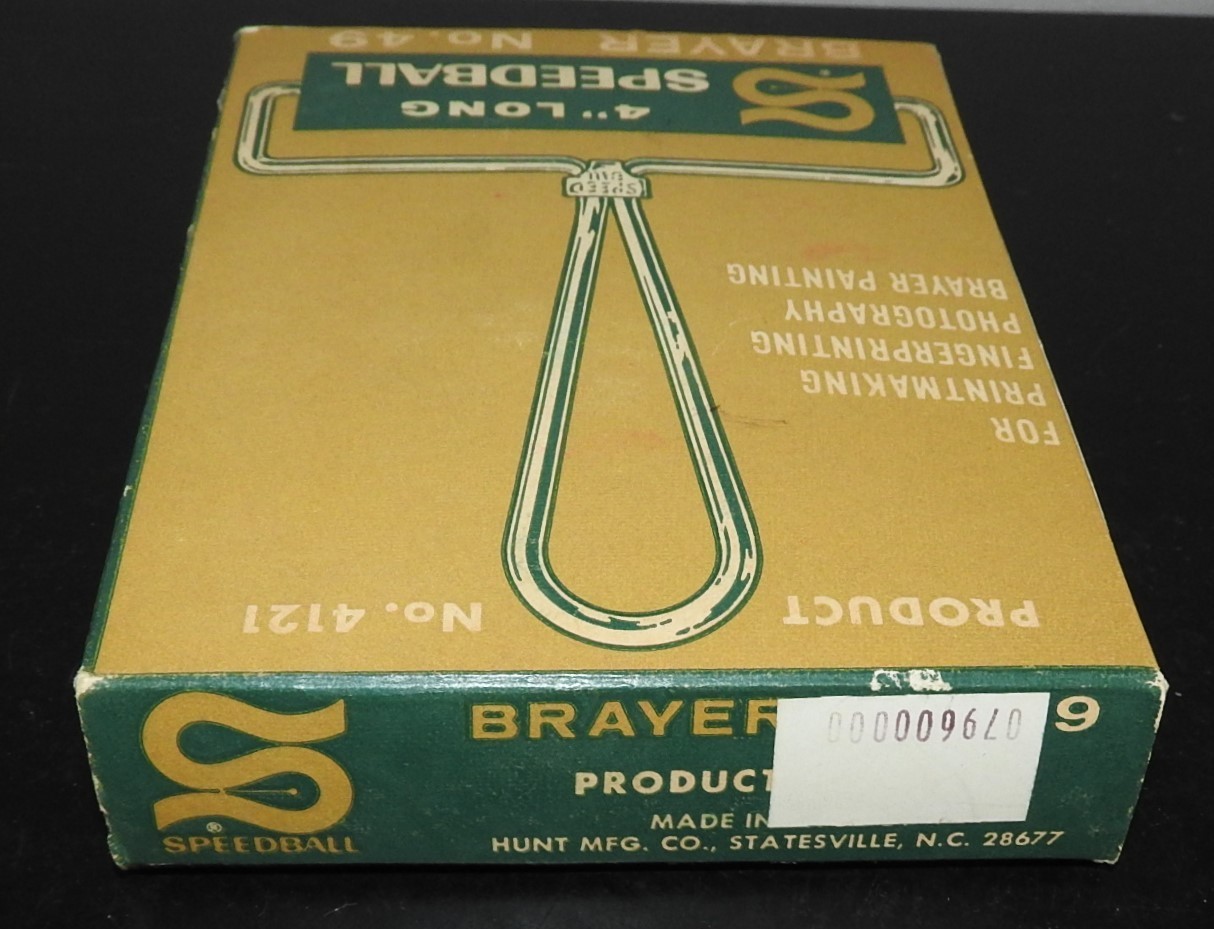 BRAYER No. 49
SPEEDBALL
4" LONG
SPEED
BALL
FOR
PRINTMAKING
FINGERPRINTING
PHOTOGRAPHY
BRAYER PAINTING
PRODUCT No. 4121
BRAYER 9
PRODUCT
MADE IN
HUNT MFG. CO., STATESVILLE, N.C. 28677
® SPEEDBALL
0796000000